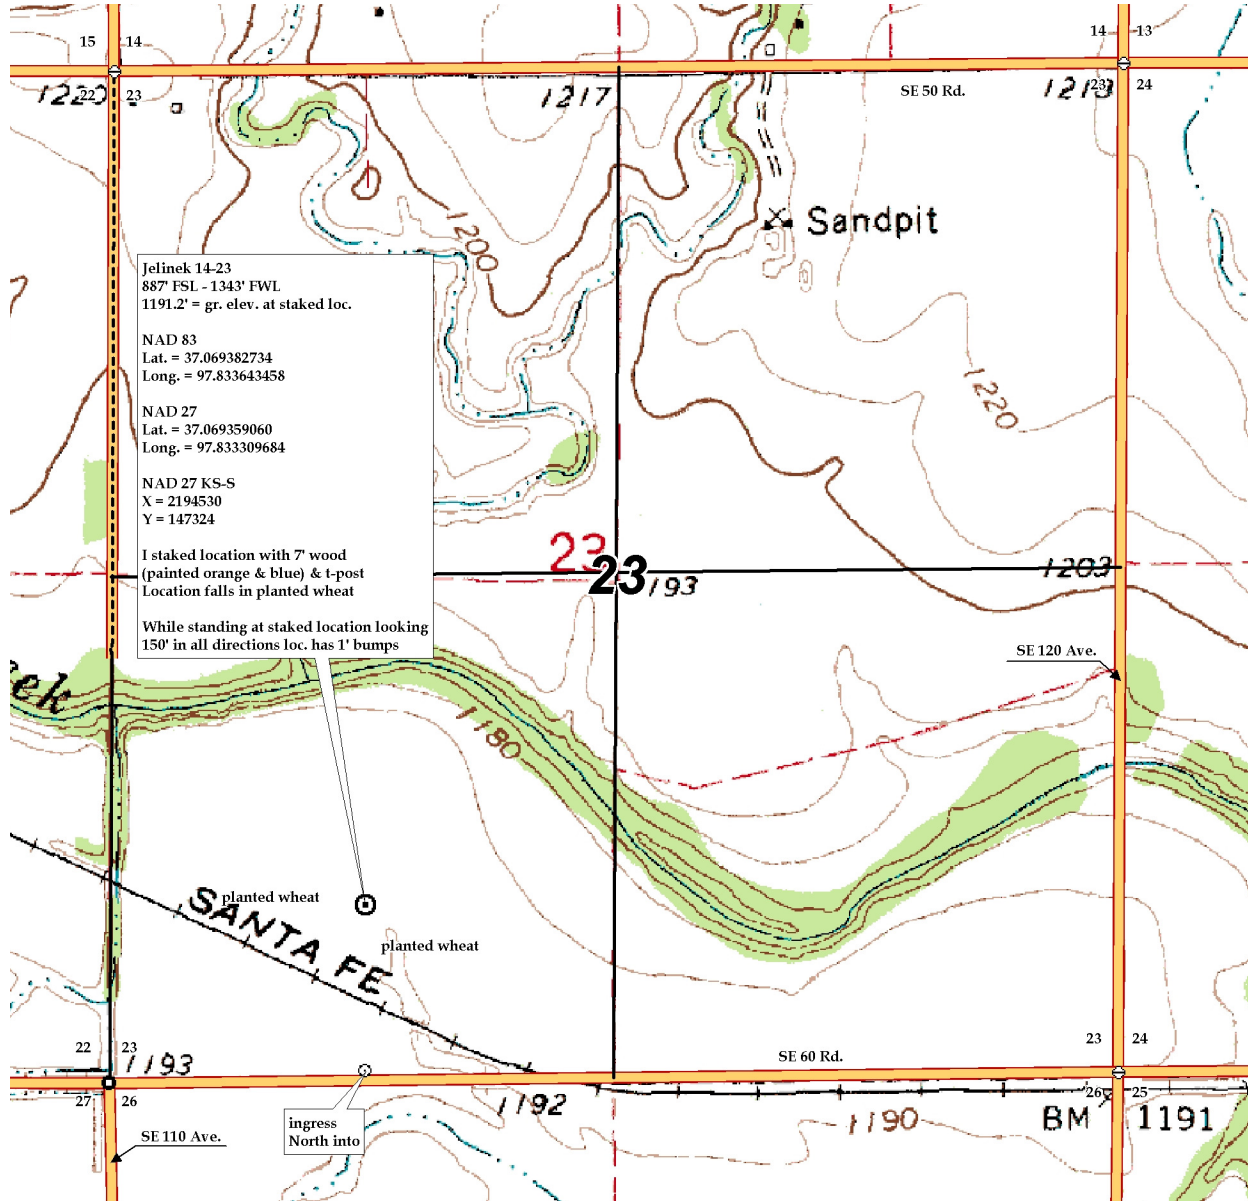 15 14
14 13
1220
22 23
1217
SE 50 Rd.
1213
23 24
Sandpit
1200
Jelinek 14-23
887' FSL - 1343' FWL
1191.2' = gr. elev. at staked loc.
NAD 83
Lat. = 37.069382734
Long. = 97.833643458
NAD 27
Lat. = 37.069359060
Long. = 97.833309684
NAD 27 KS-S
X = 2194530
Y = 147324
I staked location with 7' wood
(painted orange & blue) & t-post
Location falls in planted wheat
While standing at staked location looking
150' in all directions loc. has 1' bumps
1220
23
23
1193
1203
SE 120 Ave.
eek
1180
planted wheat
SANTA FE
planted wheat
22 23
1193
SE 60 Rd.
23 24
27 26
1192
ingress
North into
1190
26 25
BM 1191
SE 110 Ave.